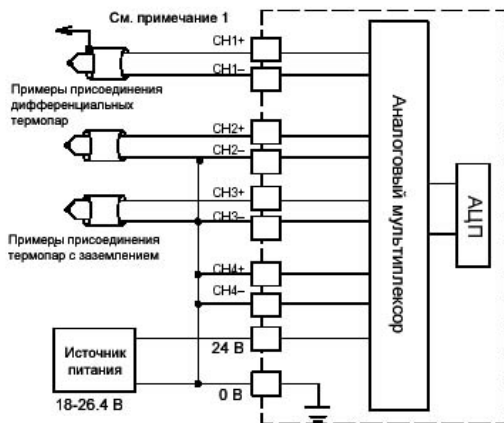 См. примечание 1
CH1+
CH1–
Примеры присоединения
дифференциальных
термопар
CH2+
CH2–
CH3+
CH3–
Примеры присоединения
термопар с заземлением
CH4+
CH4–
Источник
питания
18-26.4 В
24 В
0 В
Аналоговый мультиплексор
АЦП